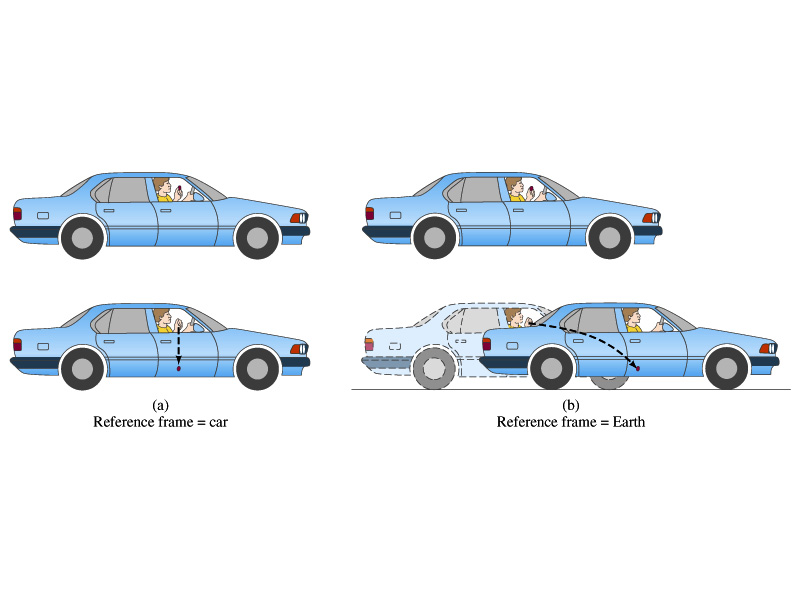 (a)
Reference frame = car
(b)
Reference frame = Earth